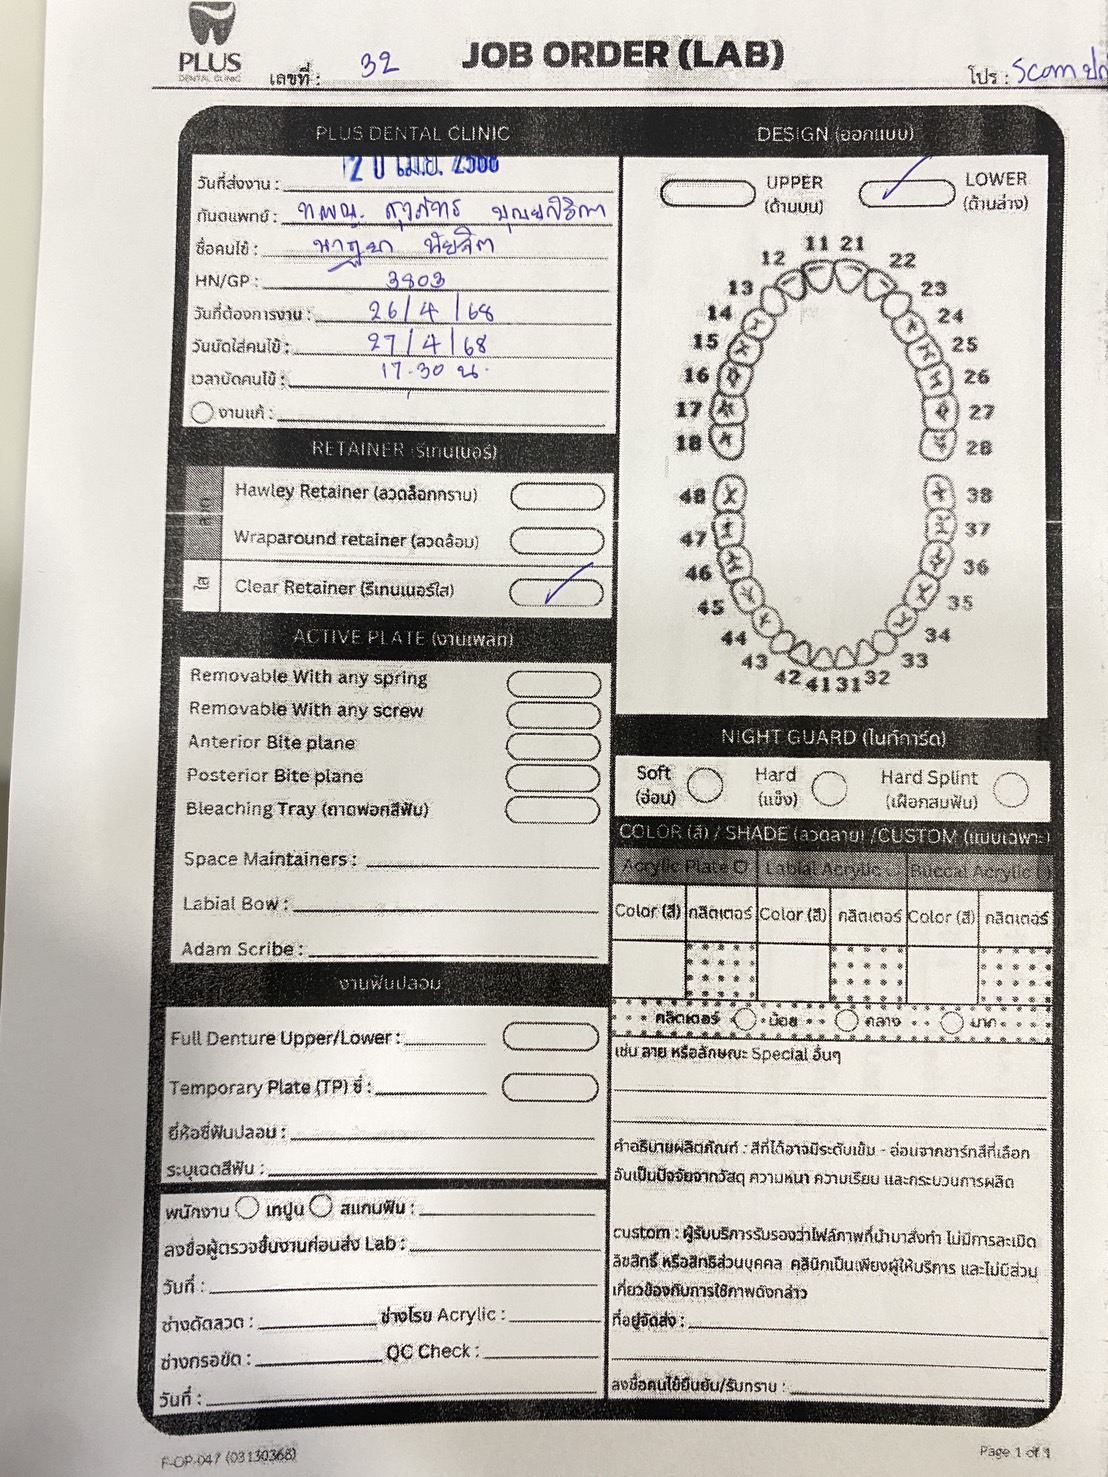 PLUS
DENTAL CLINIC
เลขที่ : 32
JOB ORDER (LAB)
โปร : Scan
PLUS DENTAL CLINIC
วันที่ส่งงาน : 20 เม.ย. 2568
ทันตแพทย์ : ทพญ.
ชื่อคนไข้ :
HN/GP : 3803
วันที่ต้องการงาน : 26/4/68
วันนัดใส่คนไข้ : 27/4/68
เวลานัดคนไข้ : 17.30 น.
งานแก้ :
RETAINER (รีเทนเนอร์)
ลวด
Hawley Retainer (ลวดล็อกกราม)
Wraparound retainer (ลวดล้อม)
ใส
Clear Retainer (รีเทนเนอร์ใส)
ACTIVE PLATE (งานเพลท)
Removable With any spring
Removable With any screw
Anterior Bite plane
Posterior Bite plane
Bleaching Tray (ถาดฟอกสีฟัน)
Space Maintainers :
Labial Bow :
Adam Scribe :
งานฟันปลอม
Full Denture Upper/Lower :
Temporary Plate (TP) ซี่ :
ยี่ห้อซี่ฟันปลอม :
ระบุเฉดสีฟัน :
พนักงาน เทปูน สแกนฟัน :
ลงชื่อผู้ตรวจชิ้นงานก่อนส่ง Lab :
วันที่ :
ช่างดัดลวด : ช่างโรย Acrylic :
ช่างกรอขัด : QC Check :
วันที่ :
DESIGN (ออกแบบ)
UPPER LOWER
(ด้านบน) (ด้านล่าง)
11 21
12 22
13 23
14 24
15 25
16 26
17 27
18 28
48 38
47 37
46 36
45 35
44 34
43 33
42 41 31 32
NIGHT GUARD (ไนท์การ์ด)
Soft Hard Hard Splint
(อ่อน) (แข็ง) (เฝือกสบฟัน)
COLOR (สี) / SHADE (ลวดลาย) /CUSTOM (แบบเฉพาะ)
Acrylic Plate Labial Acrylic Buccal Acrylic
Color (สี) กลิตเตอร์ Color (สี) กลิตเตอร์ Color (สี) กลิตเตอร์
กลิตเตอร์ น้อย กลาง มาก
เช่น ลาย หรือลักษณะ Special อื่นๆ
คำอธิบายผลิตภัณฑ์ : สีที่ได้อาจมีระดับเข้ม - อ่อนจากชาร์ทสีที่เลือก
อันเป็นปัจจัยจากวัสดุ ความหนา ความเรียบ และกระบวนการผลิต
custom : ผู้รับบริการรับรองว่าไฟล์ภาพที่นำมาสั่งทำ ไม่มีการละเมิด
ลิขสิทธิ์ หรือสิทธิส่วนบุคคล คลินิกเป็นเพียงผู้ให้บริการ และไม่มีส่วน
เกี่ยวข้องกับการใช้ภาพดังกล่าว
ที่อยู่จัดส่ง :
ลงชื่อคนไข้ยืนยัน/รับทราบ :
F-OP-047 (03130368)
Page 1 of 1